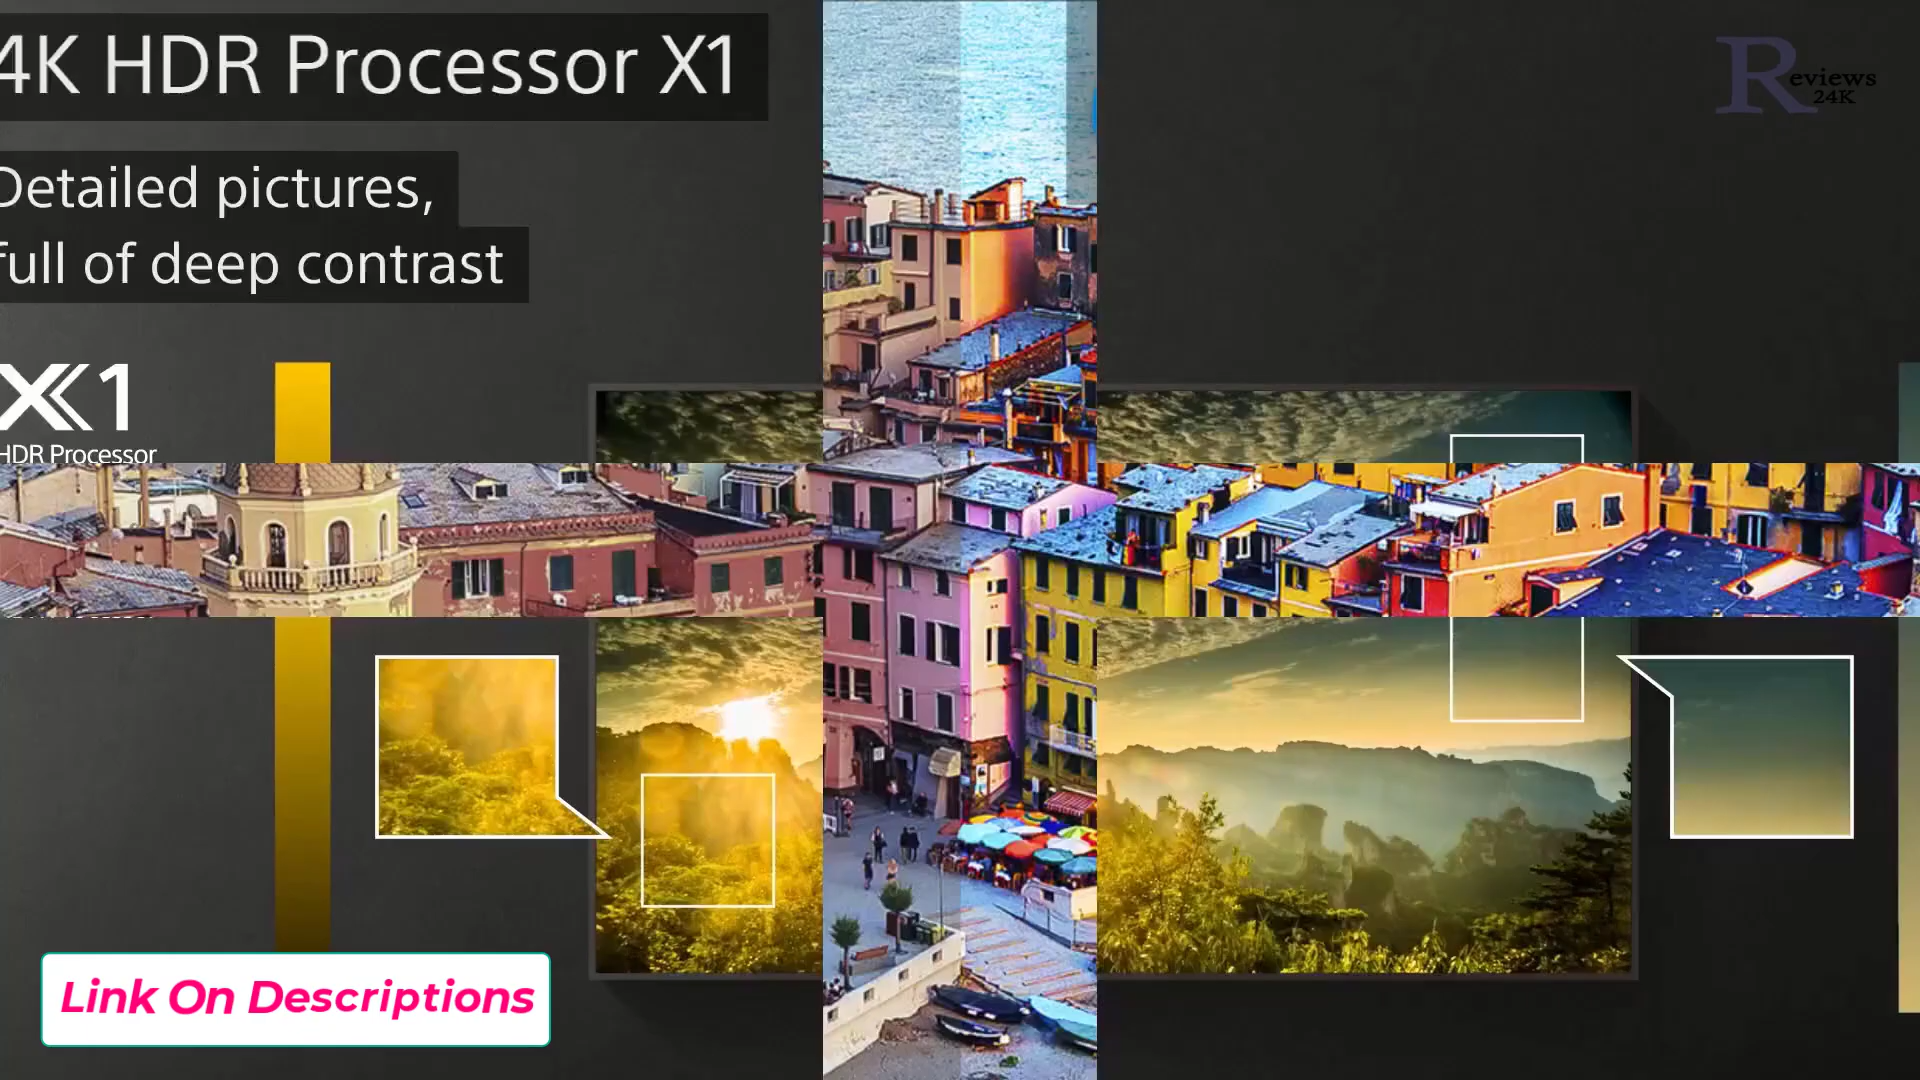 4K HDR Processor X1
Reviews
24K
Detailed pictures,
full of deep contrast
X1
HDR Processor
Link On Descriptions